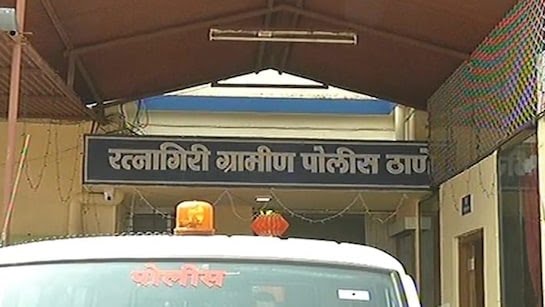 रत्नागिरी ग्रामीण पोलीस ठाणे
पोलीस